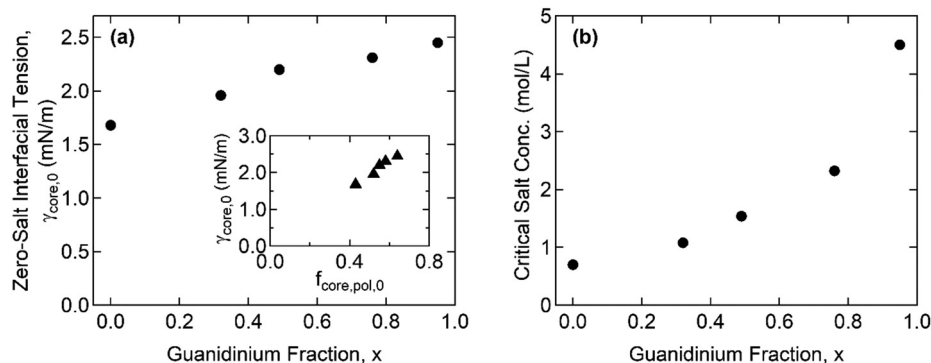 (a)
Zero-Salt Interfacial Tension,
γcore,0 (mN/m)
2.5
2.0
1.5
1.0
0.5
0.0
0.0 0.2 0.4 0.6 0.8 1.0
Guanidinium Fraction, x
γcore,0 (mN/m)
3.0
2.0
1.0
0.0
0.0 0.4 0.8
fcore,pol,0
(b)
Critical Salt Conc. (mol/L)
5
4
3
2
1
0
0.0 0.2 0.4 0.6 0.8 1.0
Guanidinium Fraction, x